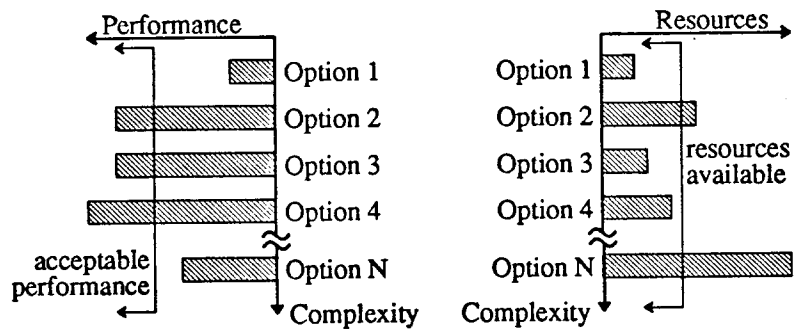 Performance
Option 1
Option 2
Option 3
Option 4
Option N
acceptable
performance
Complexity
Resources
Option 1
Option 2
Option 3
Option 4
Option N
resources
available
Complexity